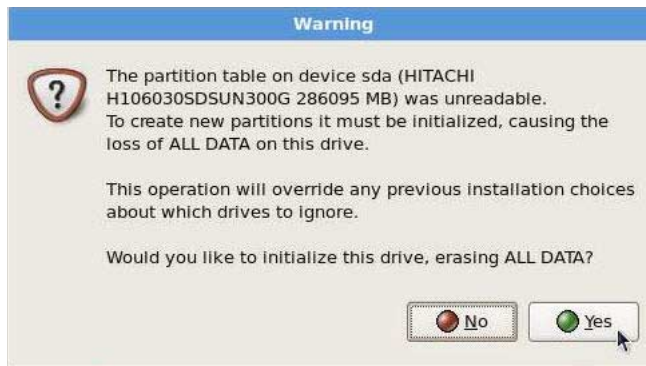 Warning
The partition table on device sda (HITACHI
H106030SDSUN300G 286095 MB) was unreadable.
To create new partitions it must be initialized, causing the
loss of ALL DATA on this drive.
This operation will override any previous installation choices
about which drives to ignore.
Would you like to initialize this drive, erasing ALL DATA?
No Yes